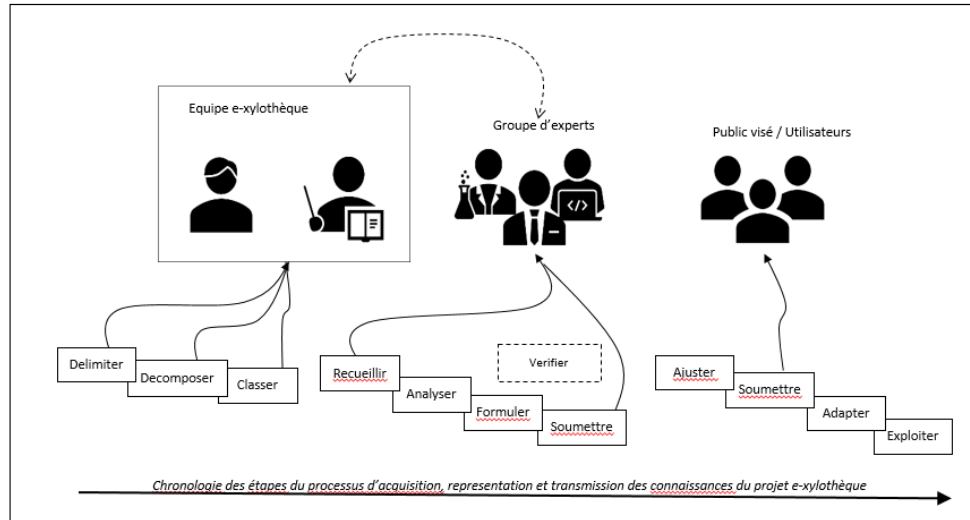 Equipe e-xylothèque
Groupe d'experts
Public visé / Utilisateurs
</>
Delimiter
Decomposer
Classer
Recueillir
Analyser
Formuler
Soumettre
Verifier
Ajuster
Soumettre
Adapter
Exploiter
Chronologie des étapes du processus d'acquisition, representation et transmission des connaissances du projet e-xylothèque